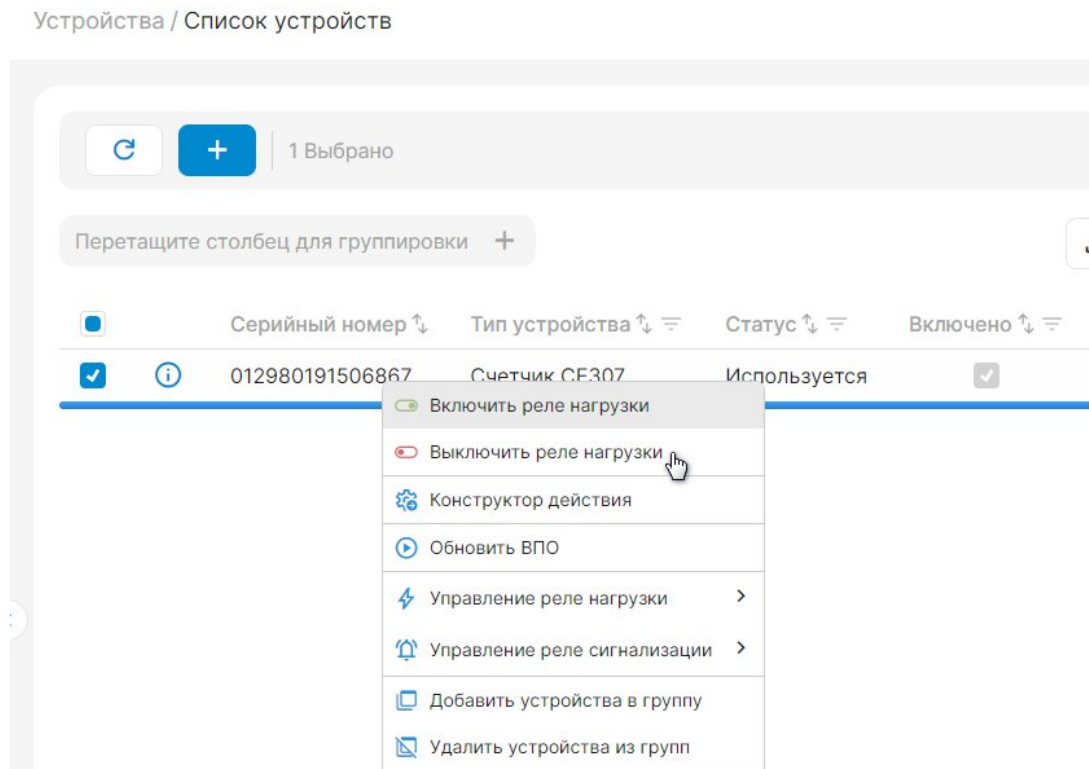 Устройства / Список устройств
1 Выбрано
Перетащите столбец для группировки
Серийный номер Тип устройства Статус Включено
012980191506867 Счетчик CE307 Используется
Включить реле нагрузки
Выключить реле нагрузки
Конструктор действия
Обновить ВПО
Управление реле нагрузки
Управление реле сигнализации
Добавить устройства в группу
Удалить устройства из групп